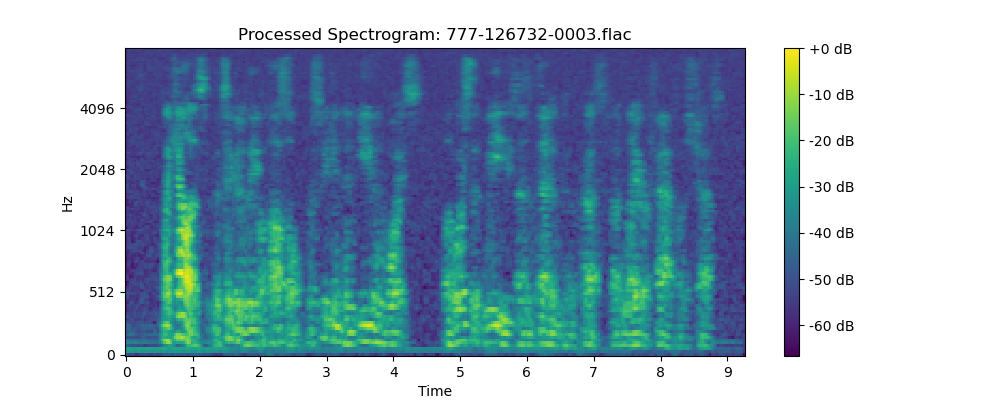 Processed Spectrogram: 777-126732-0003.flac
+0 dB
-10 dB
-20 dB
-30 dB
-40 dB
-50 dB
-60 dB
4096
2048
1024
512
0
Hz
0 1 2 3 4 5 6 7 8 9
Time